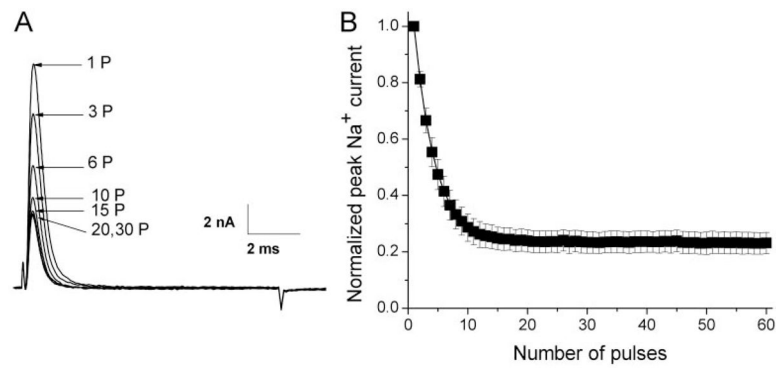 A
1 P
3 P
6 P
10 P
15 P
20,30 P
2 nA
2 ms
B
Normalized peak Na+ current
1.0
0.8
0.6
0.4
0.2
0.0
0 10 20 30 40 50 60
Number of pulses